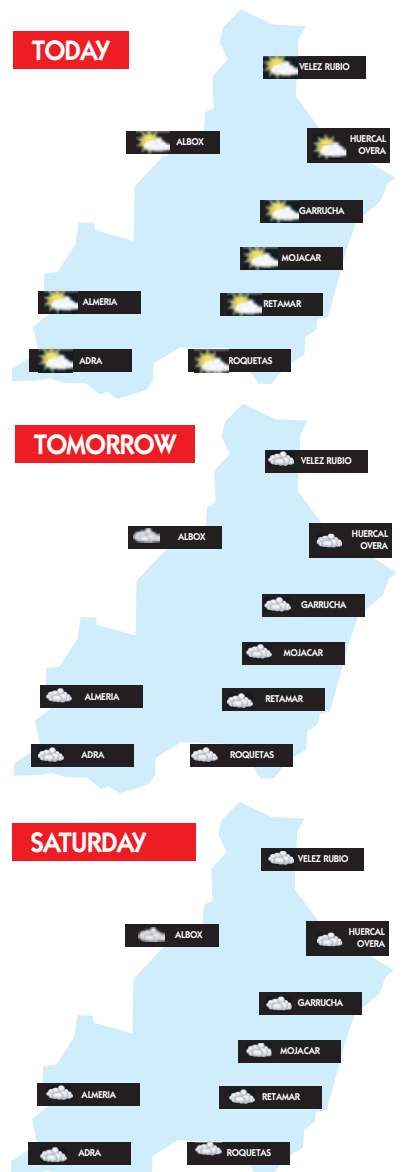 TODAY
VELEZ RUBIO
ALBOX
HUERCAL
OVERA
GARRUCHA
MOJACAR
ALMERIA
RETAMAR
ADRA
ROQUETAS
TOMORROW
VELEZ RUBIO
ALBOX
HUERCAL
OVERA
GARRUCHA
MOJACAR
ALMERIA
RETAMAR
ADRA
ROQUETAS
SATURDAY
VELEZ RUBIO
ALBOX
HUERCAL
OVERA
GARRUCHA
MOJACAR
ALMERIA
RETAMAR
ADRA
ROQUETAS